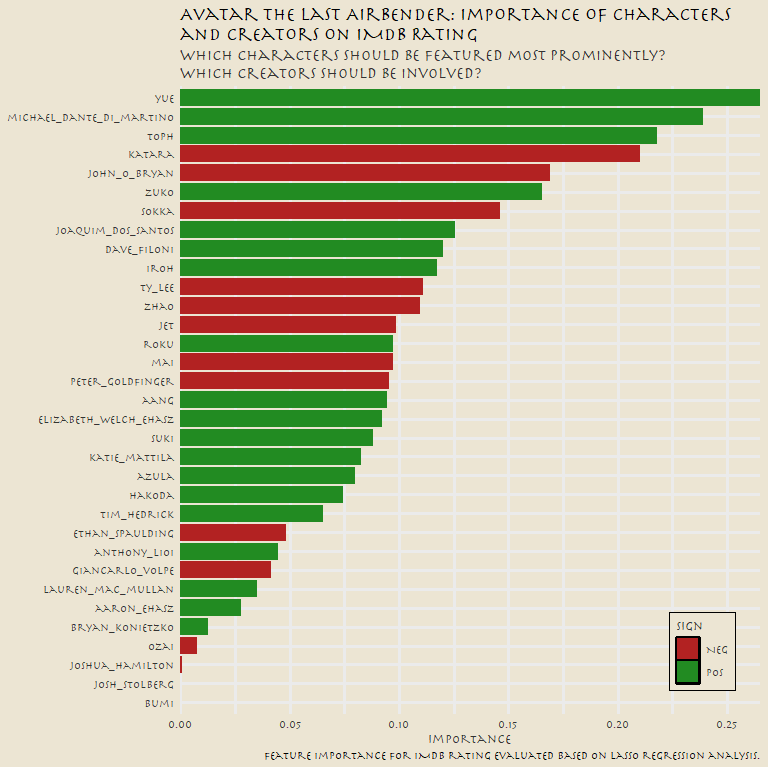 Avatar The Last Airbender: Importance of Characters
and Creators on IMDB Rating
Which characters should be featured most prominently?
Which creators should be involved?
yue
michael_dante_di_martino
toph
katara
john_o_bryan
zuko
sokka
joaquim_dos_santos
dave_filoni
iroh
ty_lee
zhao
jet
roku
mai
peter_goldfinger
aang
elizabeth_welch_ehasz
suki
katie_mattila
azula
hakoda
tim_hedrick
ethan_spaulding
anthony_lioi
giancarlo_volpe
lauren_mac_mullan
aaron_ehasz
bryan_konietzko
ozai
joshua_hamilton
josh_stolberg
bumi
Sign
NEG
POS
0.00 0.05 0.10 0.15 0.20 0.25
Importance
Feature importance for IMDB rating evaluated based on LASSO regression analysis.